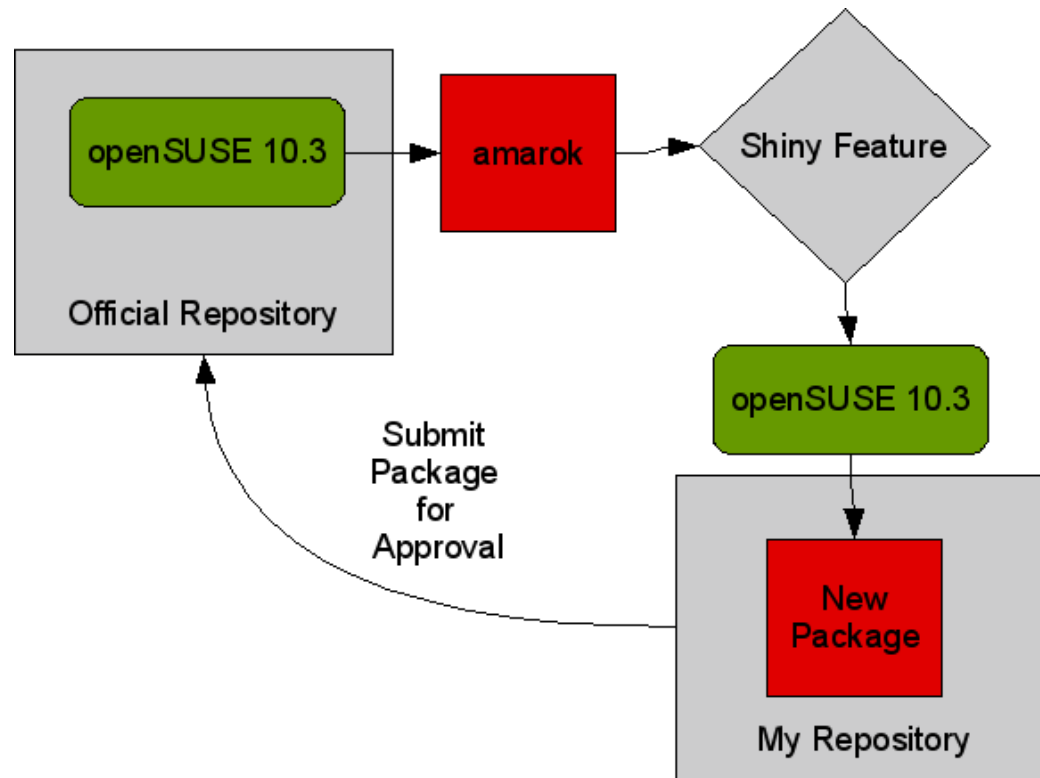 openSUSE 10.3
amarok
Shiny Feature
Official Repository
openSUSE 10.3
Submit
Package
for
Approval
New
Package
My Repository